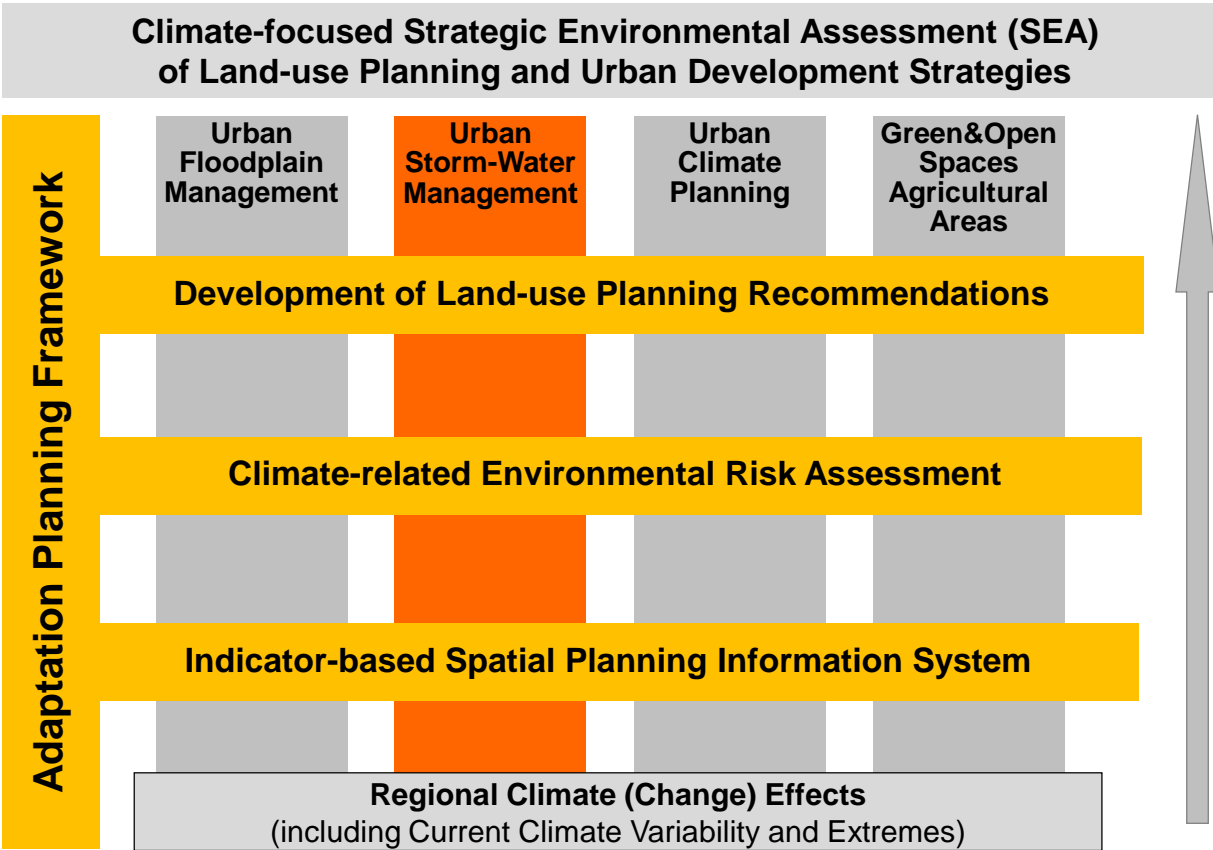 Climate-focused Strategic Environmental Assessment (SEA)
of Land-use Planning and Urban Development Strategies
Adaptation Planning Framework
Urban
Floodplain
Management
Urban
Storm-Water
Management
Urban
Climate
Planning
Green&Open
Spaces
Agricultural
Areas
Development of Land-use Planning Recommendations
Climate-related Environmental Risk Assessment
Indicator-based Spatial Planning Information System
Regional Climate (Change) Effects
(including Current Climate Variability and Extremes)